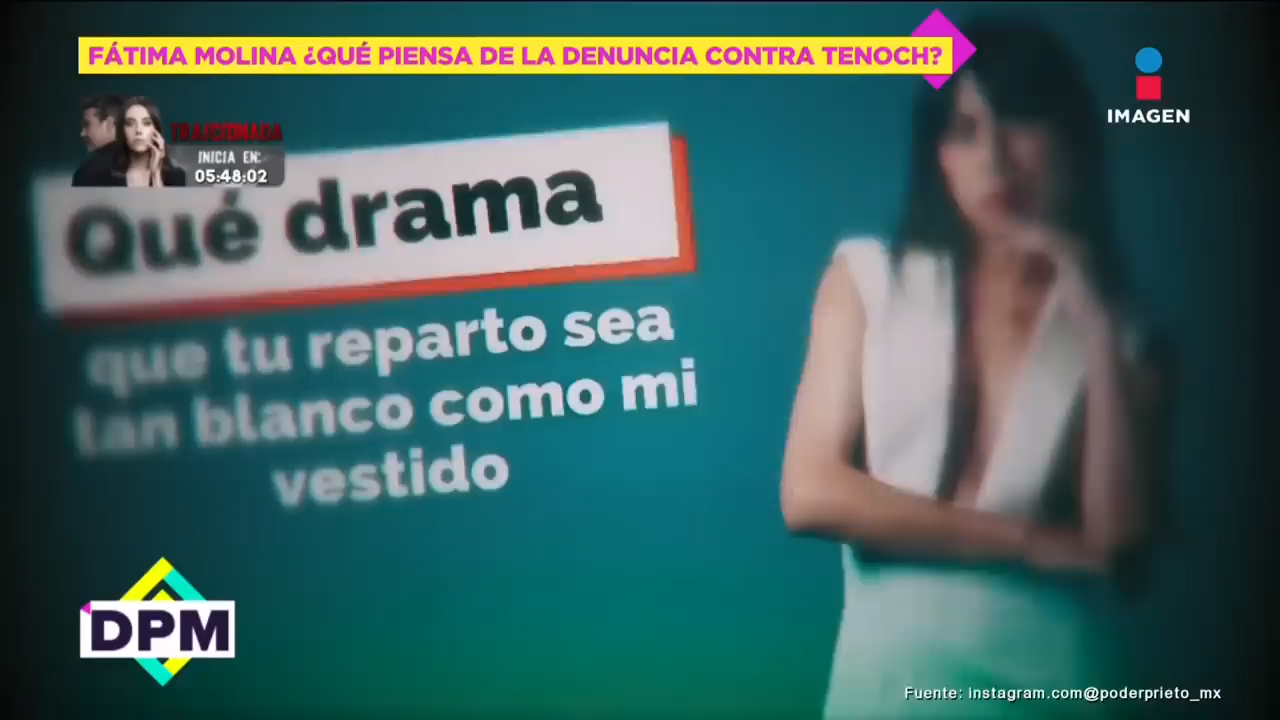 FÁTIMA MOLINA ¿QUÉ PIENSA DE LA DENUNCIA CONTRA TENOCH?
IMAGEN
TRAICIONADA
INICIA EN:
05:48:02
Qué drama
que tu reparto sea
tan blanco como mi
vestido
DPM
Fuente: instagram.com@poderprieto_mx